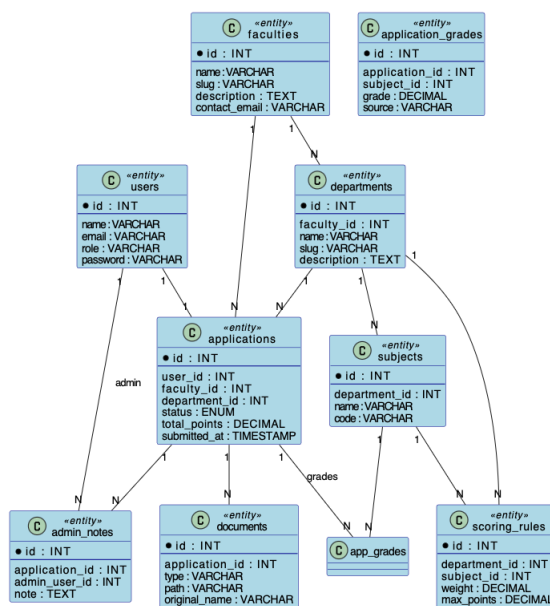 C «entity»
faculties
id : INT
name : VARCHAR
slug : VARCHAR
description : TEXT
contact_email : VARCHAR
C «entity»
application_grades
id : INT
application_id : INT
subject_id : INT
grade : DECIMAL
source : VARCHAR
1
1
N
C «entity»
users
id : INT
name : VARCHAR
email : VARCHAR
role : VARCHAR
password : VARCHAR
C «entity»
departments
id : INT
faculty_id : INT
name : VARCHAR
slug : VARCHAR
description : TEXT
1
1
1
1
1
1
N
N
N
C «entity»
applications
id : INT
user_id : INT
faculty_id : INT
department_id : INT
status : ENUM
total_points : DECIMAL
submitted_at : TIMESTAMP
C «entity»
subjects
id : INT
department_id : INT
name : VARCHAR
code : VARCHAR
admin
1
1
1
1
1
grades
N
N
N
N
N
N
N
C «entity»
admin_notes
id : INT
application_id : INT
admin_user_id : INT
note : TEXT
C «entity»
documents
id : INT
application_id : INT
type : VARCHAR
path : VARCHAR
original_name : VARCHAR
C app_grades
C «entity»
scoring_rules
id : INT
department_id : INT
subject_id : INT
weight : DECIMAL
max_points : DECIMAL